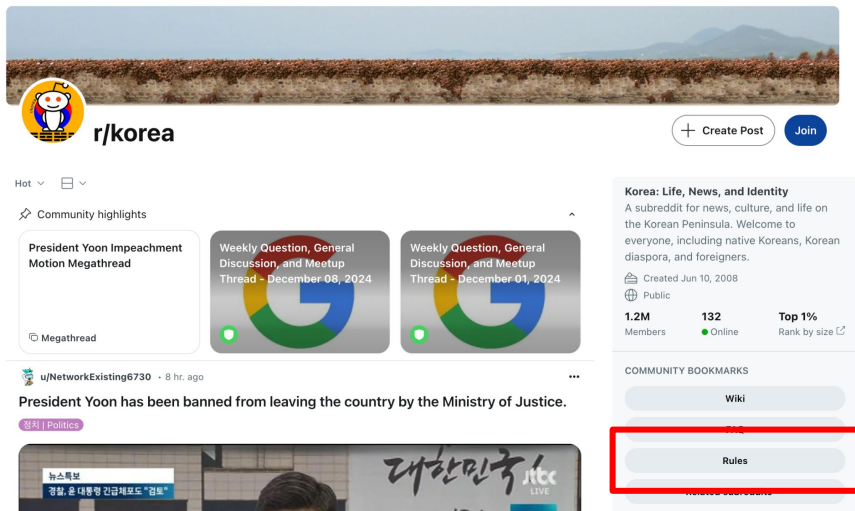 r/korea
Create Post
Join
Hot
Community highlights
President Yoon Impeachment
Motion Megathread
Megathread
Weekly Question, General
Discussion, and Meetup
Thread - December 08, 2024
Weekly Question, General
Discussion, and Meetup
Thread - December 01, 2024
u/NetworkExisting6730 • 8 hr. ago
President Yoon has been banned from leaving the country by the Ministry of Justice.
정치 | Politics
뉴스특보
경찰, 윤 대통령 긴급체포도 "검토"
대한민국
jtbc
LIVE
Korea: Life, News, and Identity
A subreddit for news, culture, and life on
the Korean Peninsula. Welcome to
everyone, including native Koreans, Korean
diaspora, and foreigners.
Created Jun 10, 2008
Public
1.2M
Members
132
Online
Top 1%
Rank by size
COMMUNITY BOOKMARKS
Wiki
FAQ
Rules
Related subreddits